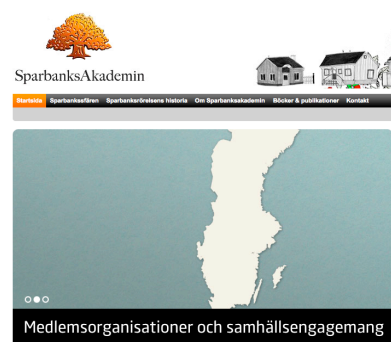 SparbanksAkademin
Startsida Sparbanksfären Sparbanksrörelsens historia Om Sparbanksakademin Böcker & publikationer Kontakt
Medlemsorganisationer och samhällsengagemang